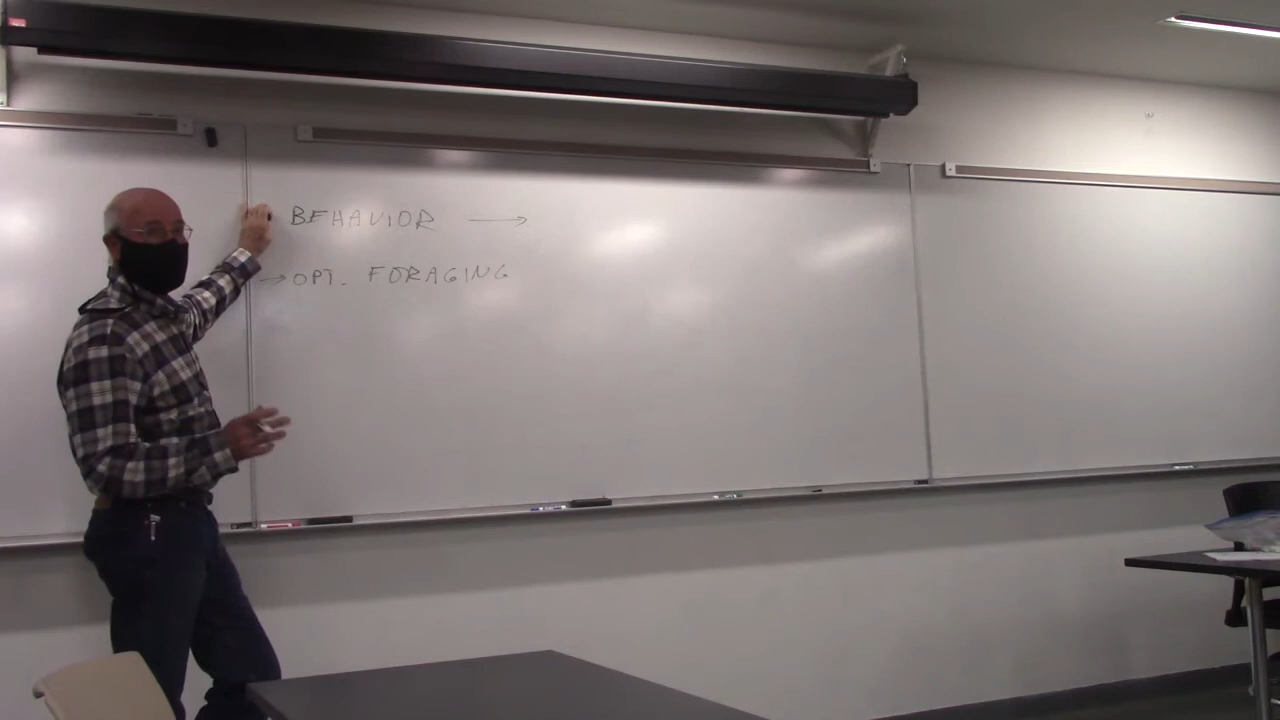 BEHAVIOR →
→ OPT. FORAGING